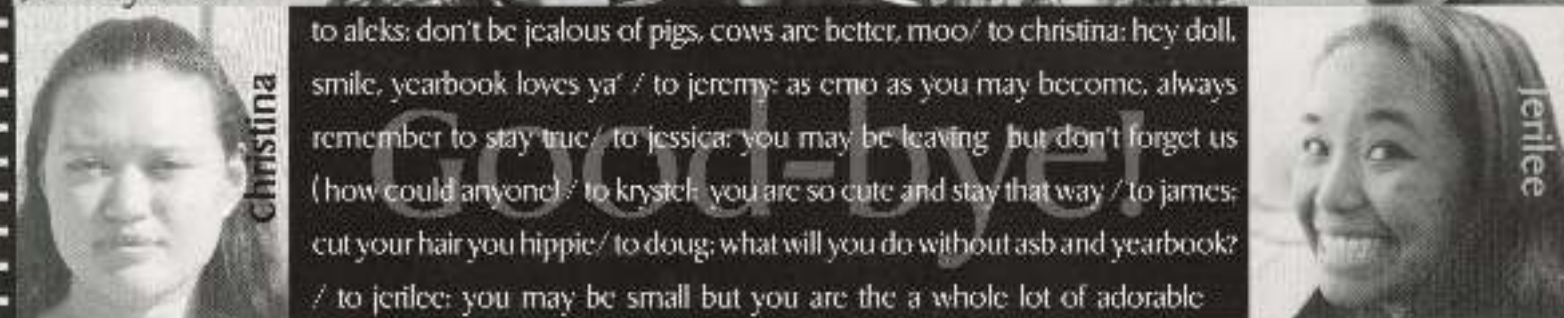 christina
to aleks: don't be jealous of pigs, cows are better, moo/ to christina: hey doll,
smile, yearbook loves ya' / to jeremy: as emo as you may become, always
remember to stay true/ to jessica: you may be leaving but don't forget us
(how could anyone) / to krystel: you are so cute and stay that way / to james:
cut your hair you hippie/ to doug: what will you do without asb and yearbook?
/ to jerilee: you may be small but you are the a whole lot of adorable
Good-bye!
jerilee